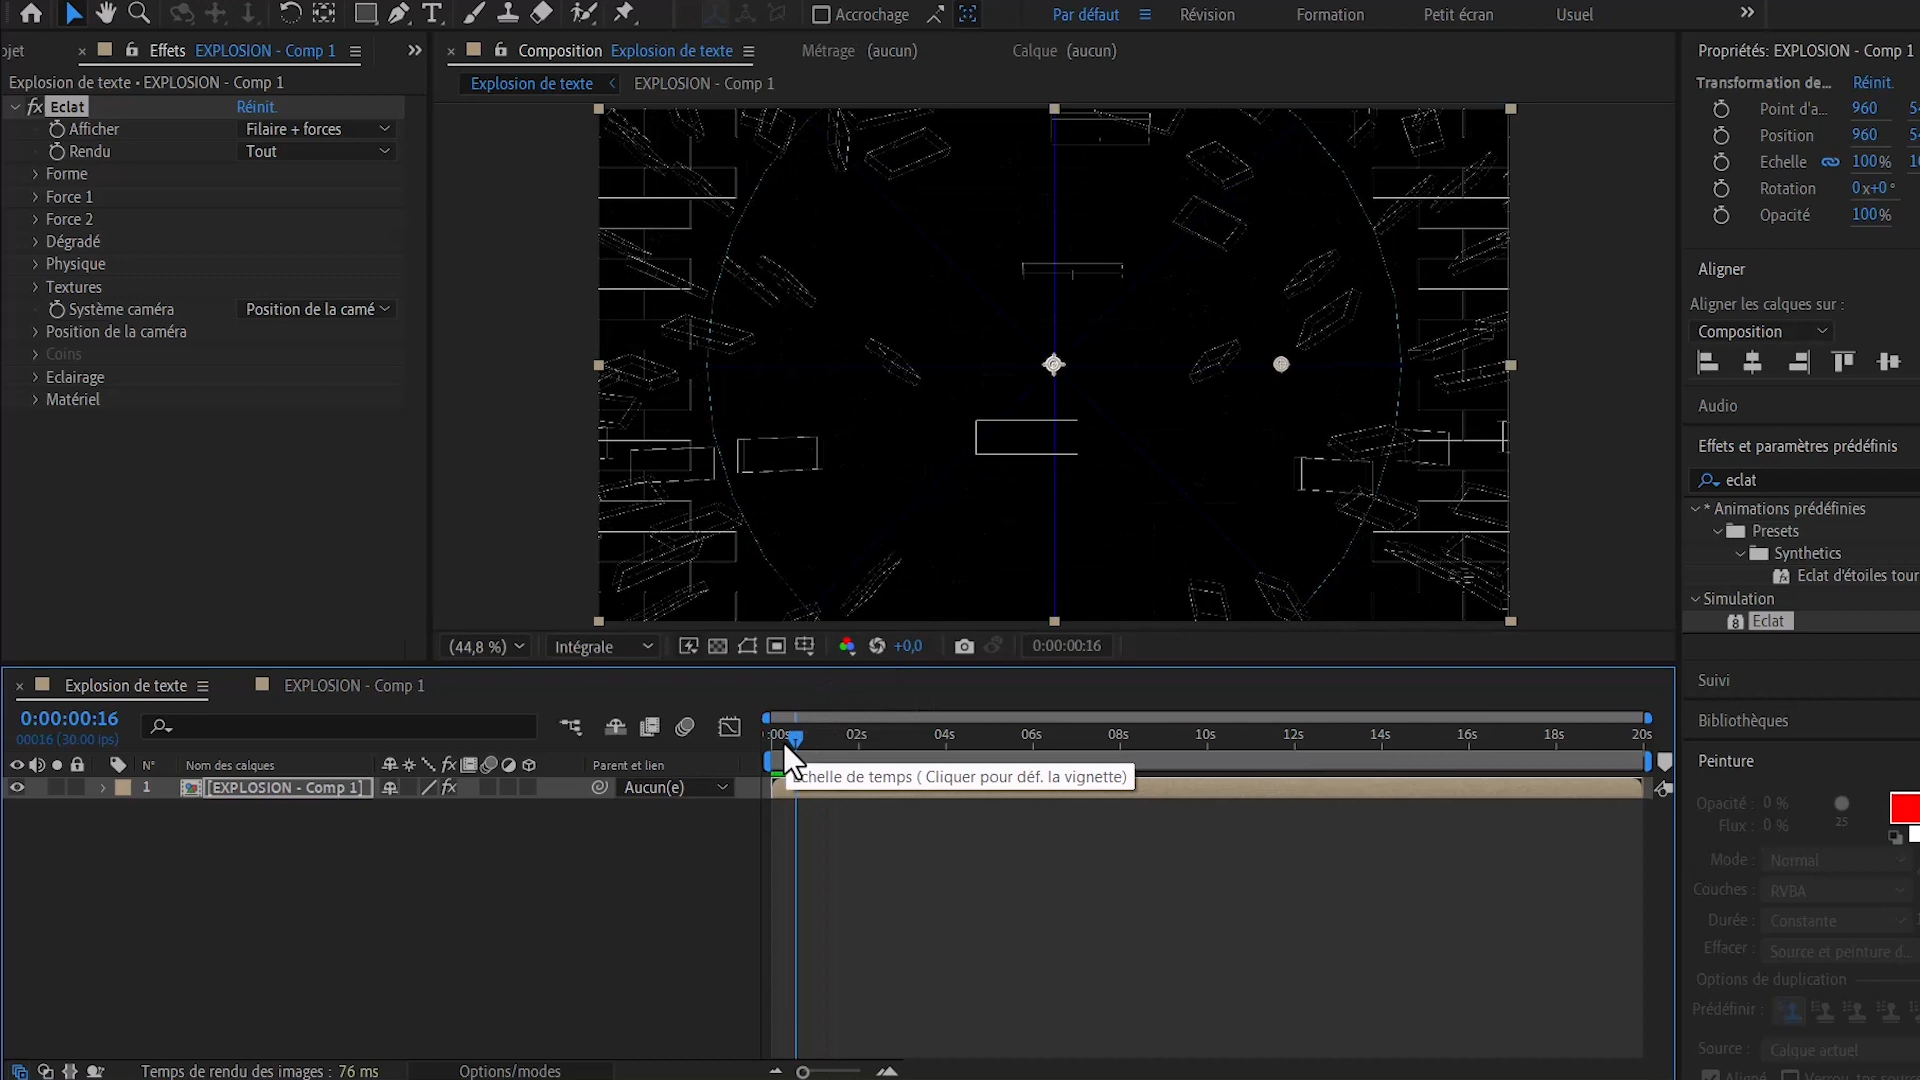 Accrochage
Par défaut
Révision
Formation
Petit écran
Usuel
ojet
Effets EXPLOSION - Comp 1
Composition Explosion de texte
Métrage (aucun)
Calque (aucun)
Propriétés: EXPLOSION - Comp 1
Explosion de texte • EXPLOSION - Comp 1
Explosion de texte
EXPLOSION - Comp 1
Transformation de... Réinit.
fx Eclat Réinit.
Afficher Filaire + forces
Rendu Tout
Forme
Force 1
Force 2
Dégradé
Physique
Textures
Système caméra Position de la camé
Position de la caméra
Coins
Eclairage
Matériel
Point d'a... 960
Position 960
Echelle 100%
Rotation 0x+0°
Opacité 100%
Aligner
Aligner les calques sur :
Composition
Audio
Effets et paramètres prédéfinis
eclat
* Animations prédéfinies
Presets
Synthetics
Eclat d'étoiles tour
Simulation
Eclat
Suivi
Bibliothèques
Peinture
Opacité : 0 %
Flux : 0 %
25
Mode : Normal
Couches : RVBA
Durée : Constante
Effacer : Source et peinture d...
Options de duplication
Prédéfinir :
Source : Calque actuel
Aligné
(44,8 %)
Intégrale
+0,0
0:00:00:16
Explosion de texte
EXPLOSION - Comp 1
0:00:00:16
00016 (30.00 ips)
:00s 02s 04s 06s 08s 10s 12s 14s 16s 18s 20s
N° Nom des calques
Parent et lien
Echelle de temps ( Cliquer pour déf. la vignette)
1 [EXPLOSION - Comp 1]
Aucun(e)
Temps de rendu des images : 76 ms
Options/modes